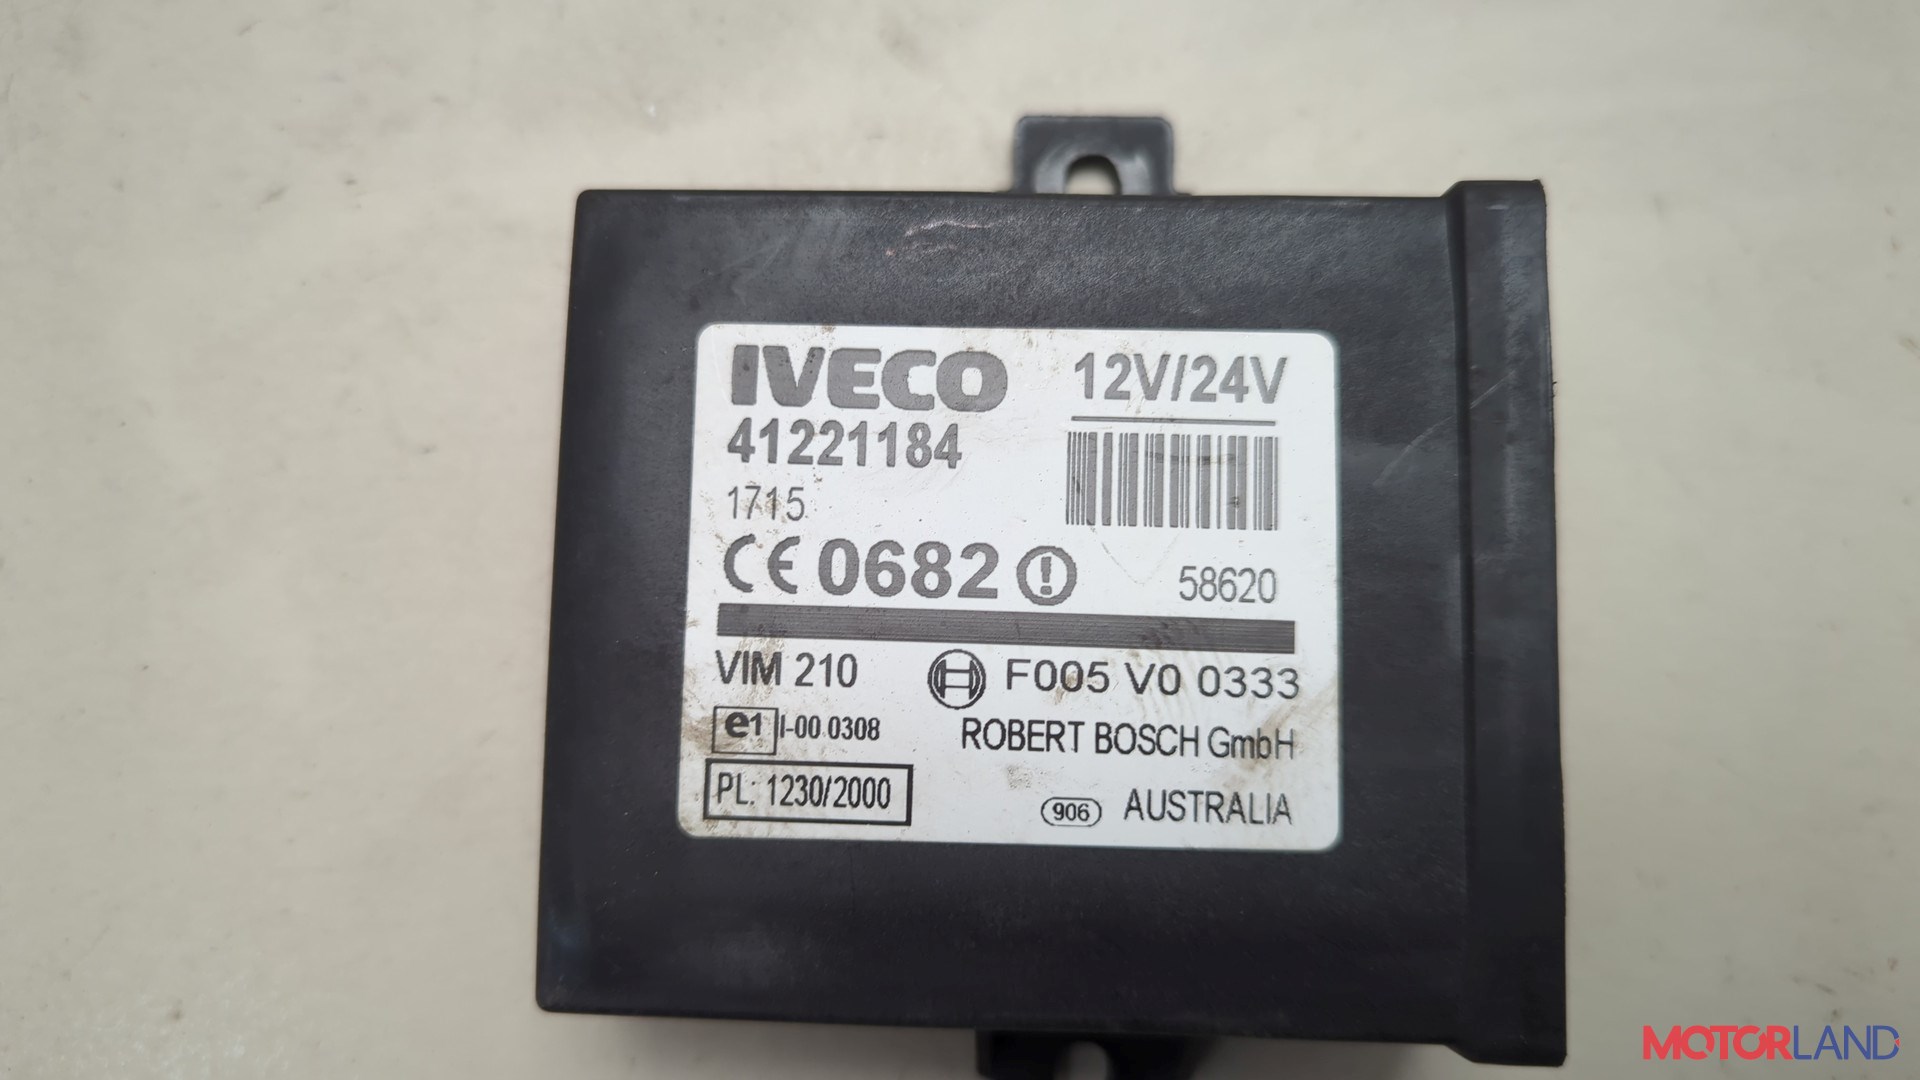 IVECO 12V/24V
41221184
1715
CE 0682
58620
VIM 210 F005 V0 0333
e1 I-00 0308 ROBERT BOSCH GmbH
PL: 1230/2000 906 AUSTRALIA
MOTORLAND